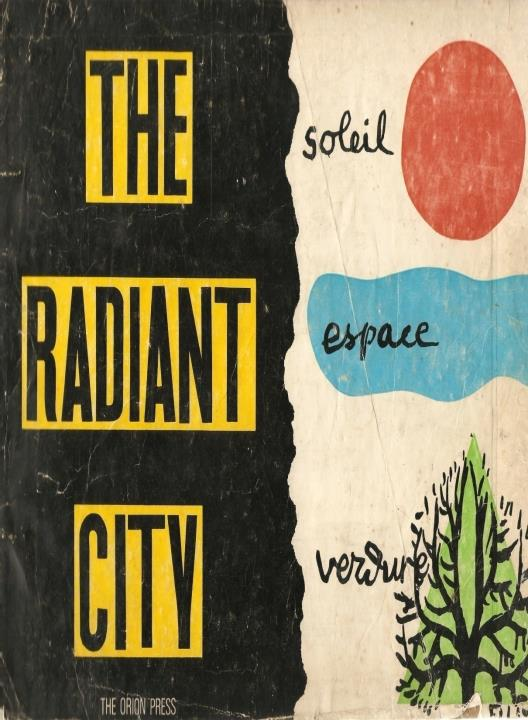 THE
RADIANT
CITY
THE ORION PRESS
soleil
espace
verdure